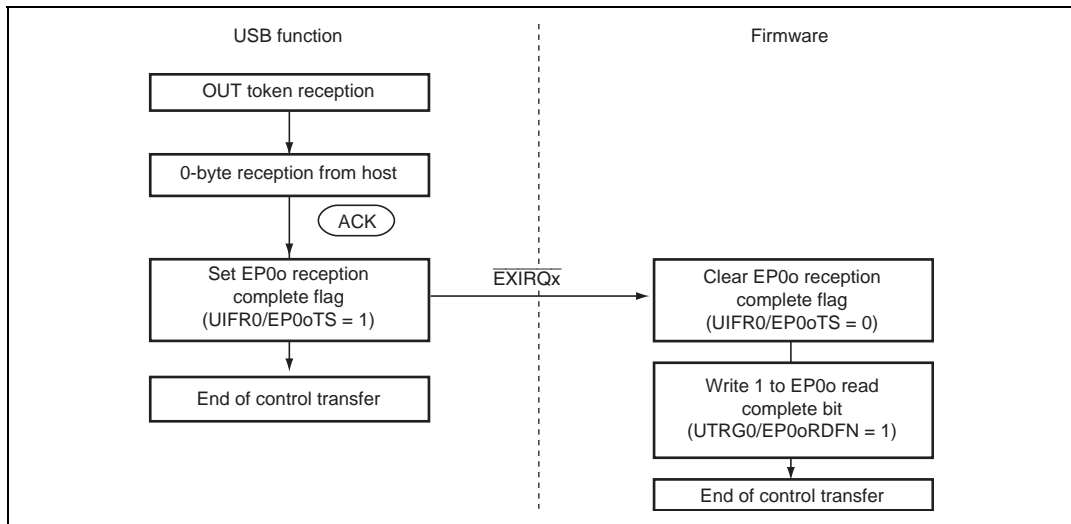 USB function
Firmware
OUT token reception
0-byte reception from host
ACK
Set EP0o reception
complete flag
(UIFR0/EP0oTS = 1)
EXIRQx
Clear EP0o reception
complete flag
(UIFR0/EP0oTS = 0)
End of control transfer
Write 1 to EP0o read
complete bit
(UTRG0/EP0oRDFN = 1)
End of control transfer